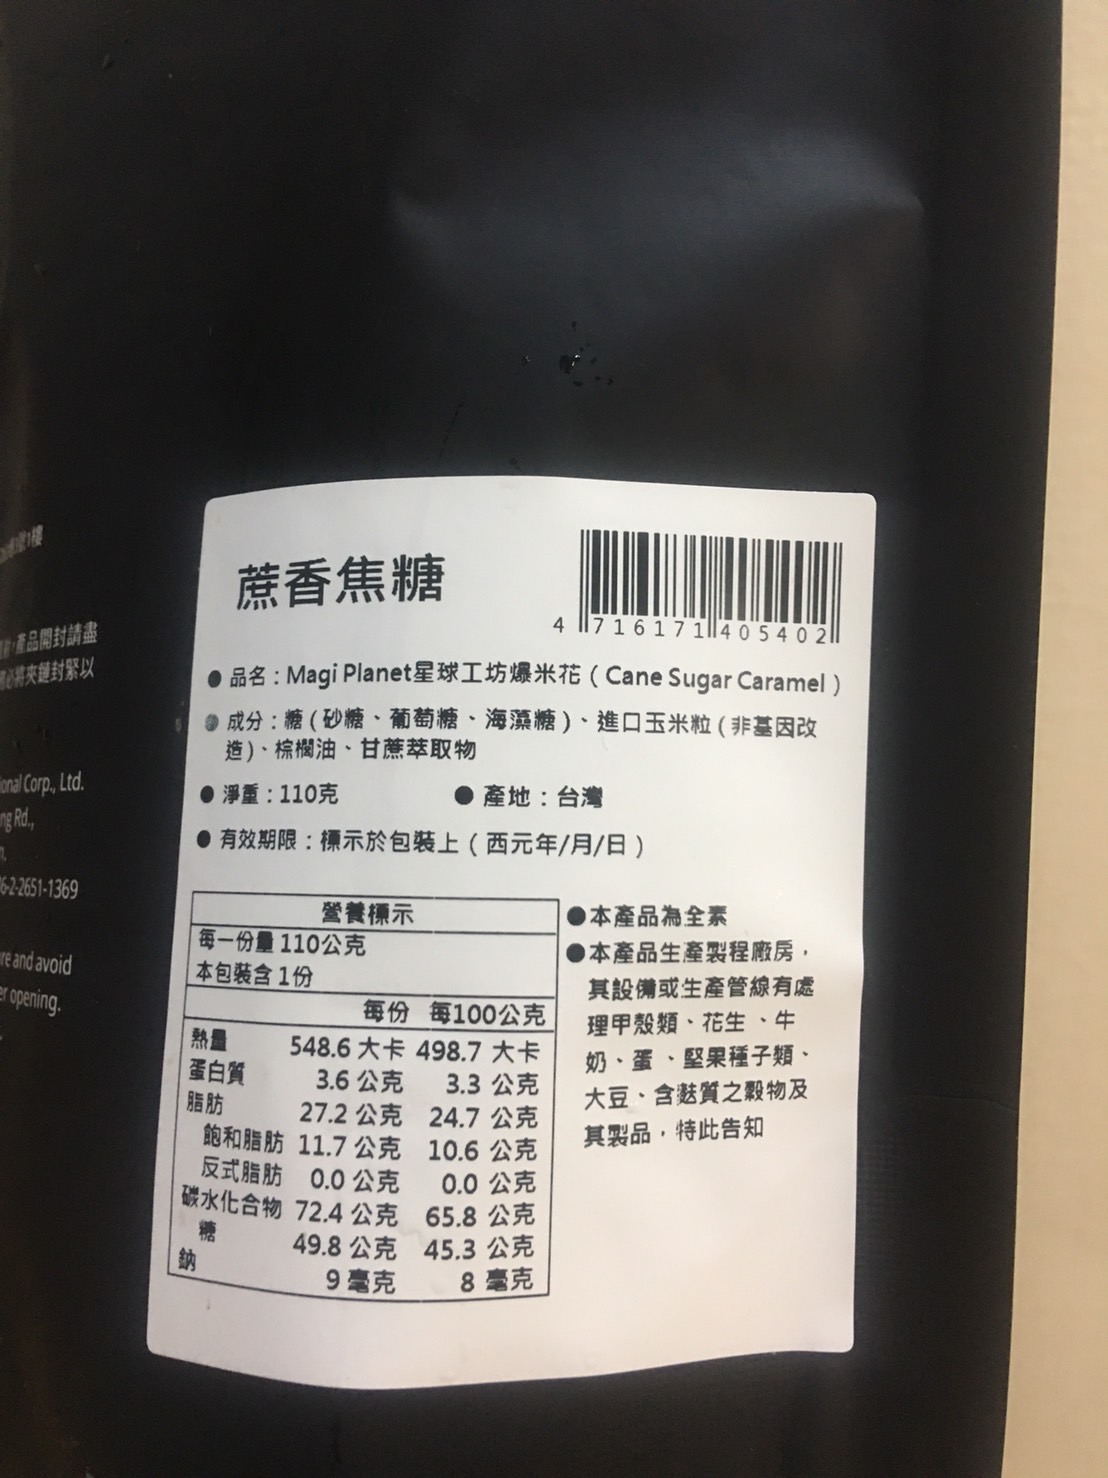 產品開封請盡
將夾鏈封緊以
Corp., Ltd.
Rd.,
2-2651-1369
and avoid
opening.
蔗香焦糖
4 716171 405402
● 品名：Magi Planet星球工坊爆米花（Cane Sugar Caramel）
● 成分：糖（砂糖、葡萄糖、海藻糖）、進口玉米粒（非基因改
造）、棕櫚油、甘蔗萃取物
● 淨重：110克 ● 產地：台灣
● 有效期限：標示於包裝上（西元年/月/日）
營養標示
每一份量 110公克
本包裝含 1份
每份 每100公克
熱量 548.6 大卡 498.7 大卡
蛋白質 3.6 公克 3.3 公克
脂肪 27.2 公克 24.7 公克
飽和脂肪 11.7 公克 10.6 公克
反式脂肪 0.0 公克 0.0 公克
碳水化合物 72.4 公克 65.8 公克
糖 49.8 公克 45.3 公克
鈉 9 毫克 8 毫克
●本產品為全素
●本產品生產製程廠房，
其設備或生產管線有處
理甲殼類、花生、牛
奶、蛋、堅果種子類、
大豆、含麩質之穀物及
其製品，特此告知